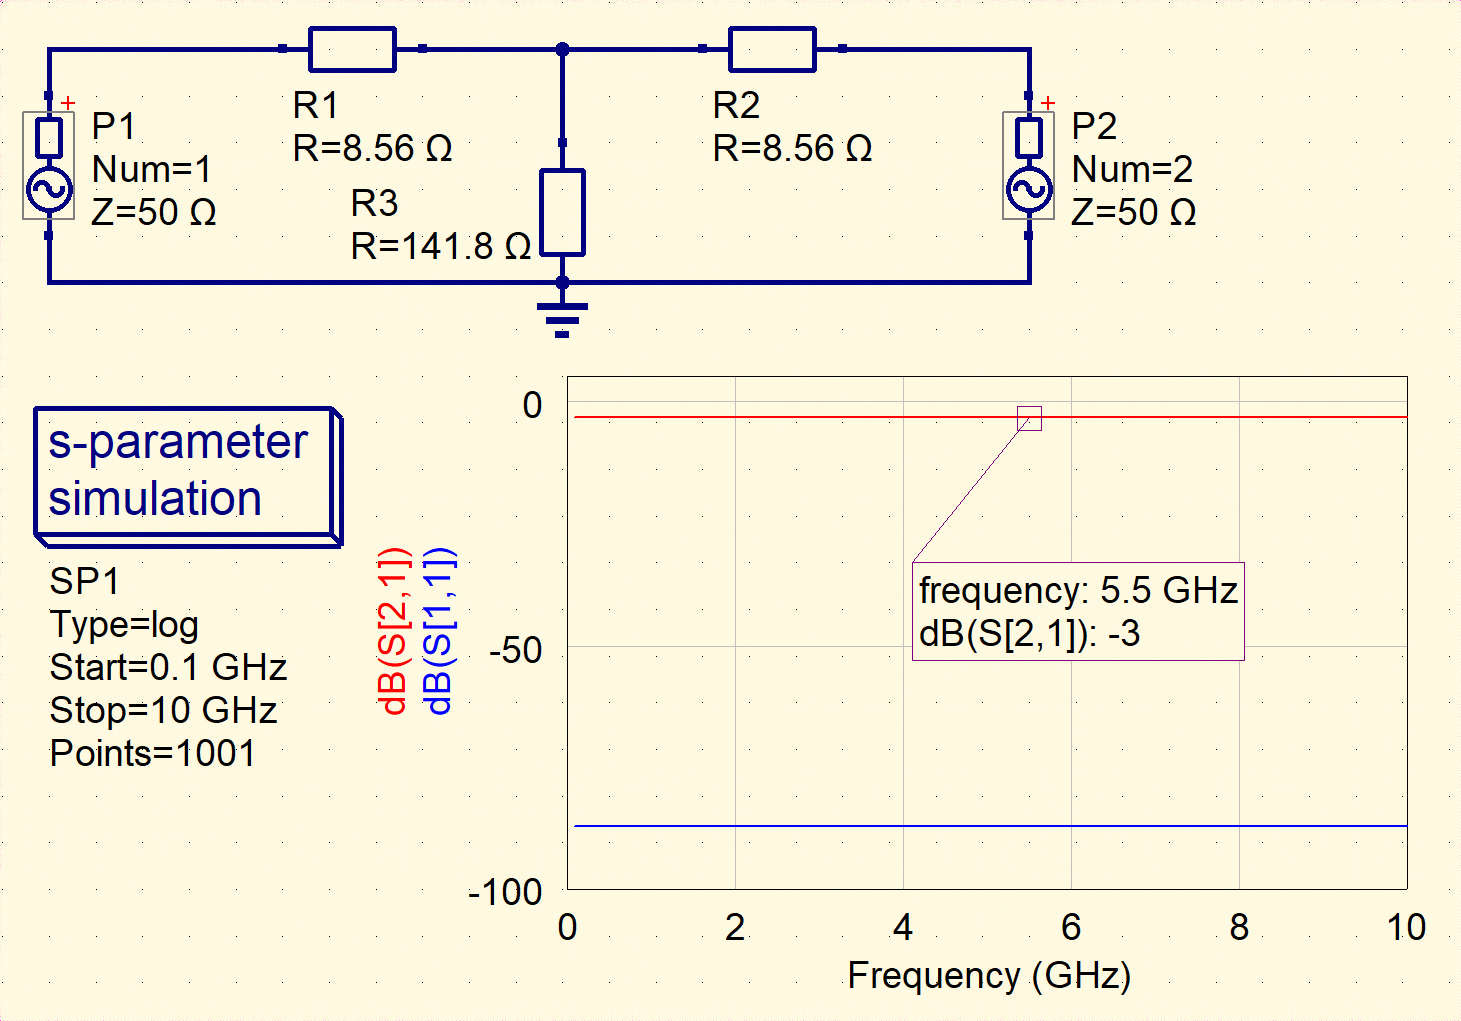 R1
R=8.56 Ω
R2
R=8.56 Ω
P1
Num=1
Z=50 Ω
R3
R=141.8 Ω
P2
Num=2
Z=50 Ω
s-parameter
simulation
SP1
Type=log
Start=0.1 GHz
Stop=10 GHz
Points=1001
dB(S[2,1])
dB(S[1,1])
0
-50
-100
frequency: 5.5 GHz
dB(S[2,1]): -3
0 2 4 6 8 10
Frequency (GHz)